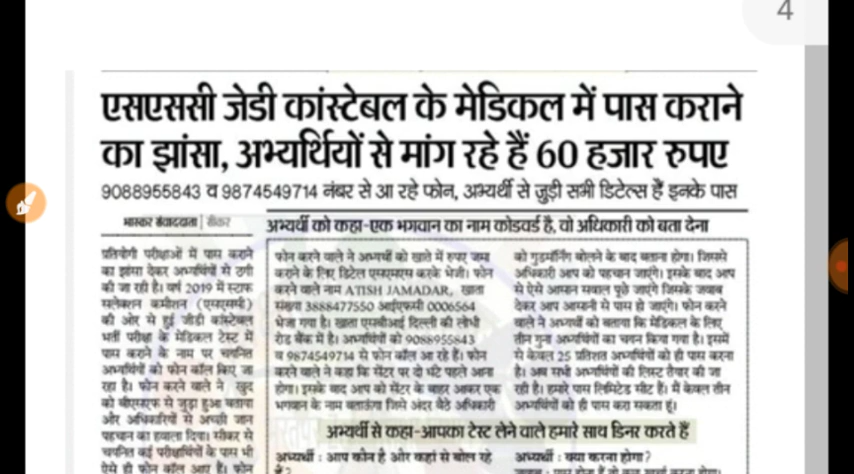 4
एसएससी जेडी कांस्टेबल के मेडिकल में पास कराने
का झांसा, अभ्यर्थियों से मांग रहे हैं 60 हजार रुपए
9088955843 व 9874549714 नंबर से आ रहे फोन, अभ्यर्थी से जुड़ी सभी डिटेल्स हैं इनके पास
भास्कर संवाददाता | सीकर
प्रतियोगी परीक्षाओं में पास कराने
का झांसा देकर अभ्यर्थियों से ठगी
की जा रही है। वर्ष 2019 में स्टाफ
सलेक्शन कमीशन (एसएससी)
की ओर से हुई जीडी कांस्टेबल
भर्ती परीक्षा के मेडिकल टेस्ट में
पास कराने के नाम पर चयनित
अभ्यर्थियों को फोन कॉल किए जा
रहा है। फोन करने वाले ने खुद
को बीएसएफ से जुड़ा हुआ बताया
और अधिकारियों से अच्छी जान
पहचान का हवाला दिया। सीकर से
चयनित कई परीक्षार्थियों के पास भी
ऐसे ही फोन कॉल आए हैं। फोन
अभ्यर्थी को कहा-एक भगवान का नाम कोडवर्ड है, वो अधिकारी को बता देना
फोन करने वाले ने अभ्यर्थी को खाते में रुपए जमा
कराने के लिए डिटेल एसएमएस करके भेजी। फोन
करने वाले नाम ATISH JAMADAR, खाता
संख्या 3888477550 आईएफसी 0006564
भेजा गया है। खाता एसबीआई दिल्ली की लोधी
रोड बैंक में है। अभ्यर्थियों को 9088955843
व 9874549714 से फोन कॉल आ रहे हैं। फोन
करने वाले ने कहा कि सेंटर पर दो घंटे पहले आना
होगा। इसके बाद आप को सेंटर के बाहर आकर एक
भगवान के नाम बताऊंगा जिसे अंदर बैठे अधिकारी
को गुडमॉर्निंग बोलने के बाद बताना होगा। जिससे
अधिकारी आप को पहचान जाएंगे। इसके बाद आप
से ऐसे आसान सवाल पूछे जाएंगे जिसके जवाब
देकर आप आसानी से पास हो जाएंगे। फोन करने
वाले ने अभ्यर्थी को बताया कि मेडिकल के लिए
तीन गुना अभ्यर्थियों का चयन किया गया है। इसमें
से केवल 25 प्रतिशत अभ्यर्थियों को ही पास करना
है। अब सभी अभ्यर्थियों की लिस्ट तैयार की जा
रही है। हमारे पास लिमिटेड सीट हैं। मैं केवल तीन
अभ्यर्थियों को ही पास करा सकता हूं।
अभ्यर्थी से कहा-आपका टेस्ट लेने वाले हमारे साथ डिनर करते हैं
अभ्यर्थी : आप कौन है और कहां से बोल रहे
अभ्यर्थी : क्या करना होगा?